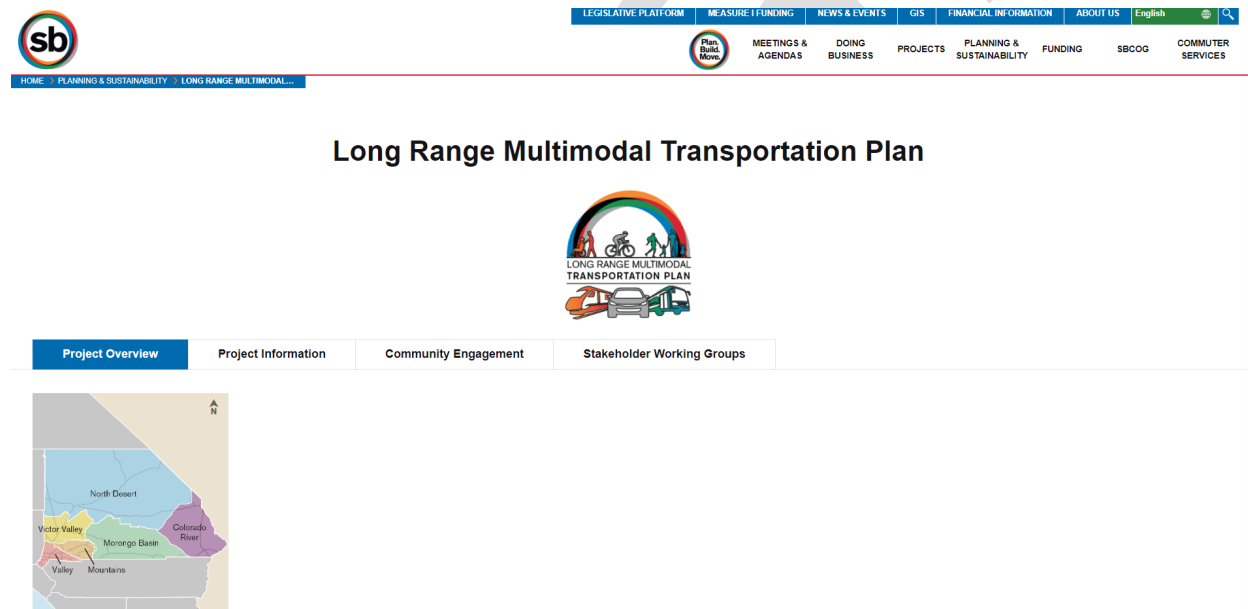 LEGISLATIVE PLATFORM MEASURE I FUNDING NEWS & EVENTS GIS FINANCIAL INFORMATION ABOUT US English
sb
Plan.
Build.
Move.
MEETINGS &
AGENDAS
DOING
BUSINESS
PROJECTS
PLANNING &
SUSTAINABILITY
FUNDING
SBCOG
COMMUTER
SERVICES
HOME > PLANNING & SUSTAINABILITY > LONG RANGE MULTIMODAL...
Long Range Multimodal Transportation Plan
LONG RANGE MULTIMODAL
TRANSPORTATION PLAN
Project Overview Project Information Community Engagement Stakeholder Working Groups
N
North Desert
Victor Valley
Colorado
River
Morongo Basin
Valley Mountains